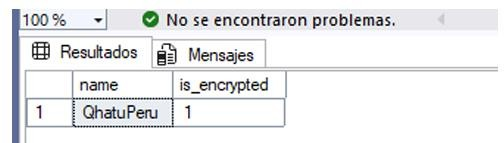 100 % No se encontraron problemas.
Resultados Mensajes
name is_encrypted
1 QhatuPeru 1